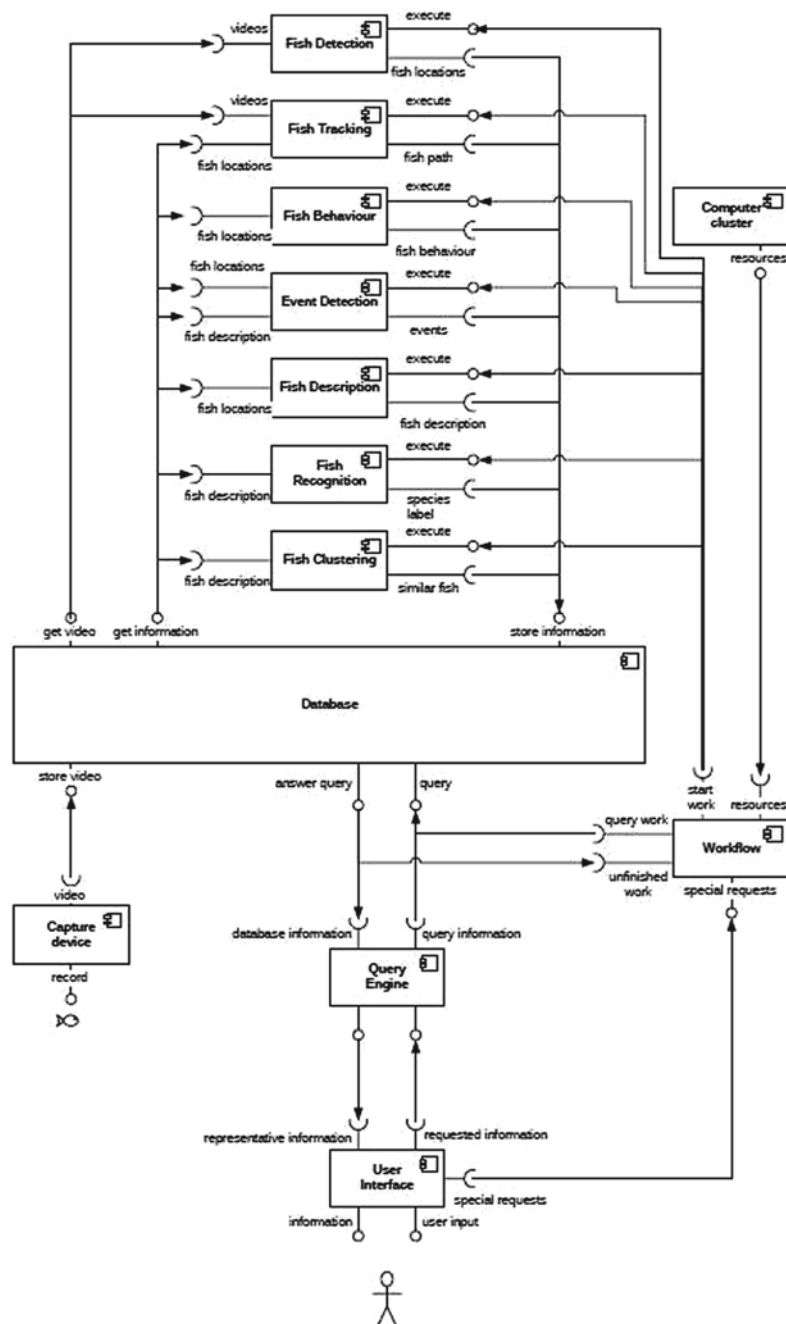 videos
execute
Fish Detection
fish locations
videos
execute
Fish Tracking
fish locations
fish path
execute
Fish Behaviour
fish locations
fish behaviour
Computer
cluster
resources
fish locations
execute
Event Detection
fish description
events
execute
Fish Description
fish locations
fish description
execute
Fish
Recognition
fish description
species
label
execute
Fish Clustering
fish description
similar fish
get video
get information
store information
Database
store video
answer query
query
start
work
resources
query work
Workflow
unfinished
work
special requests
video
Capture
device
record
database information
query information
Query
Engine
representative information
requested information
User
Interface
special requests
information
user input